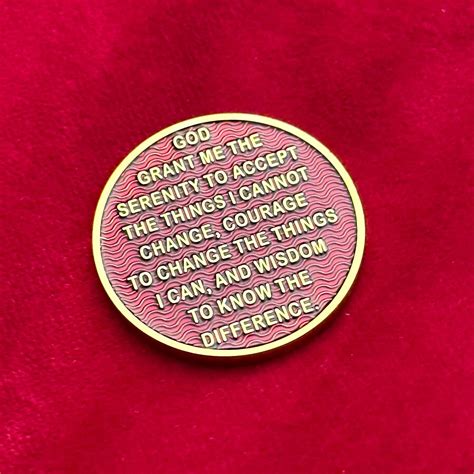 GOD
GRANT ME THE
SERENITY TO ACCEPT
THE THINGS I CANNOT
CHANGE, COURAGE
TO CHANGE THE THINGS
I CAN, AND WISDOM
TO KNOW THE
DIFFERENCE.